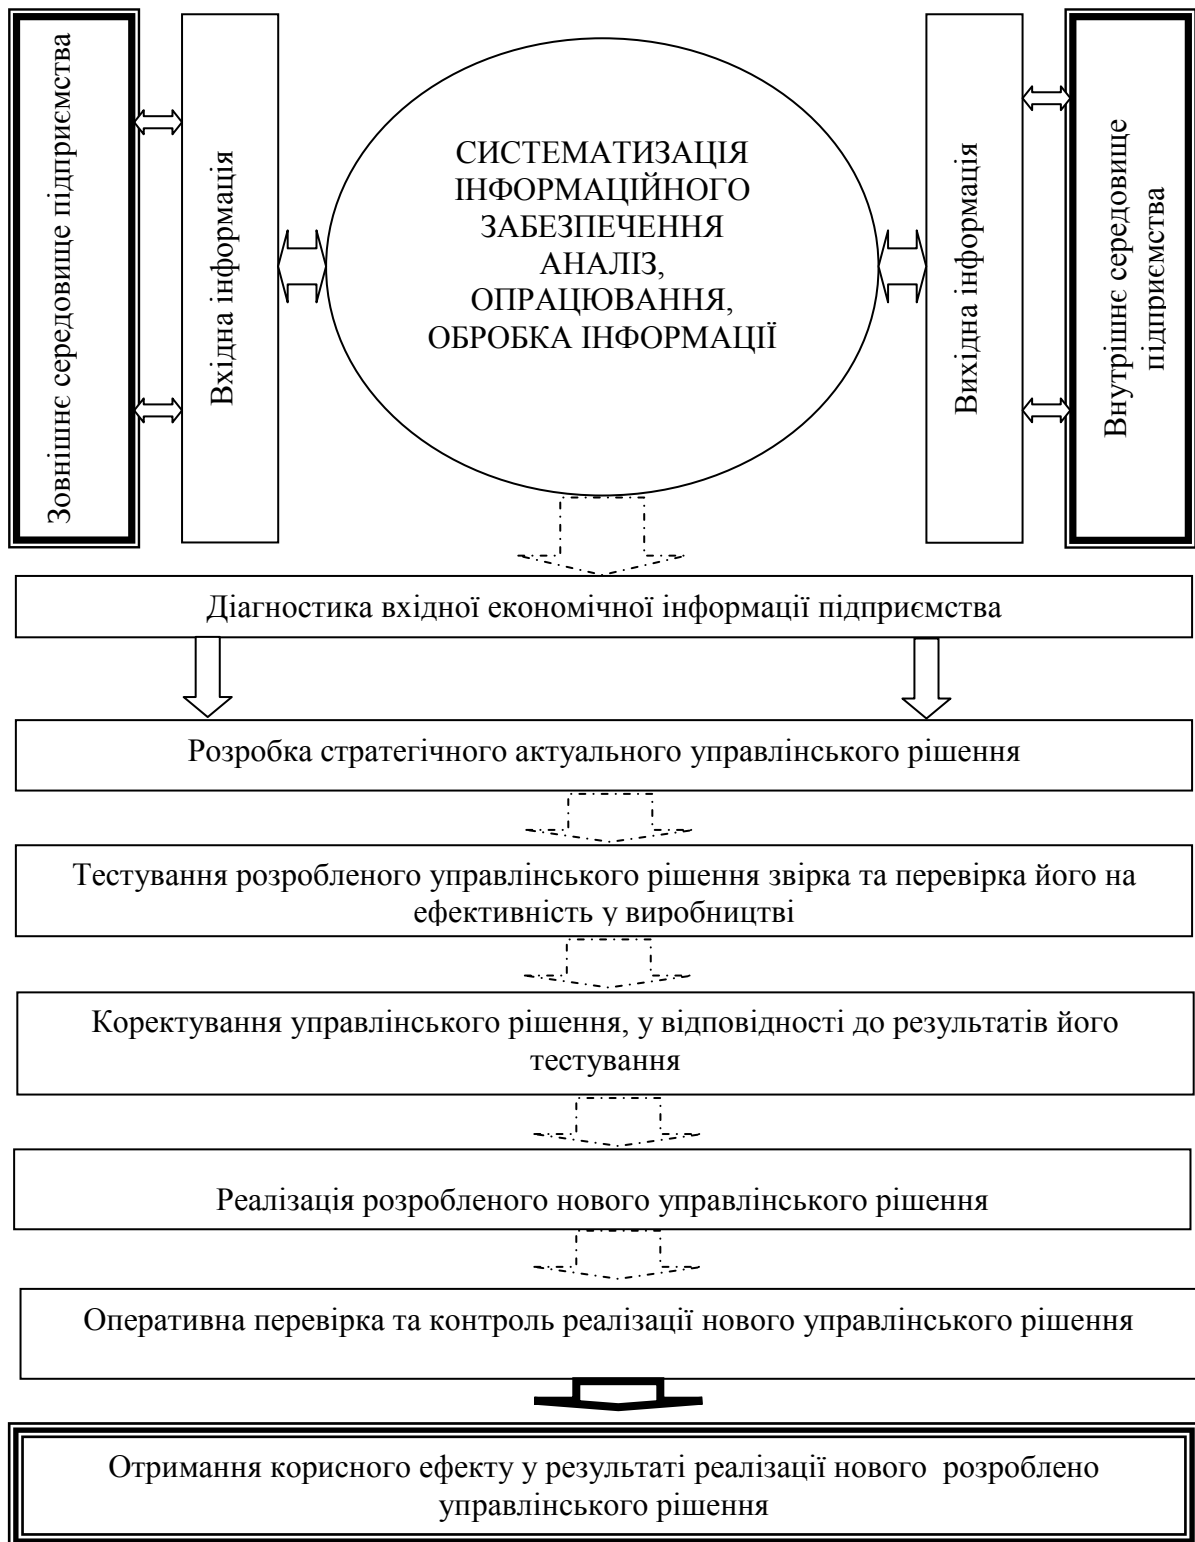 Зовнішнє середовище підприємства
Вхідна інформація
СИСТЕМАТИЗАЦІЯ
ІНФОРМАЦІЙНОГО
ЗАБЕЗПЕЧЕННЯ
АНАЛІЗ,
ОПРАЦЮВАННЯ,
ОБРОБКА ІНФОРМАЦІЇ
Вихідна інформація
Внутрішнє середовище
підприємства
Діагностика вхідної економічної інформації підприємства
Розробка стратегічного актуального управлінського рішення
Тестування розробленого управлінського рішення звірка та перевірка його на
ефективність у виробництві
Коректування управлінського рішення, у відповідності до результатів його
тестування
Реалізація розробленого нового управлінського рішення
Оперативна перевірка та контроль реалізації нового управлінського рішення
Отримання корисного ефекту у результаті реалізації нового розроблено
управлінського рішення